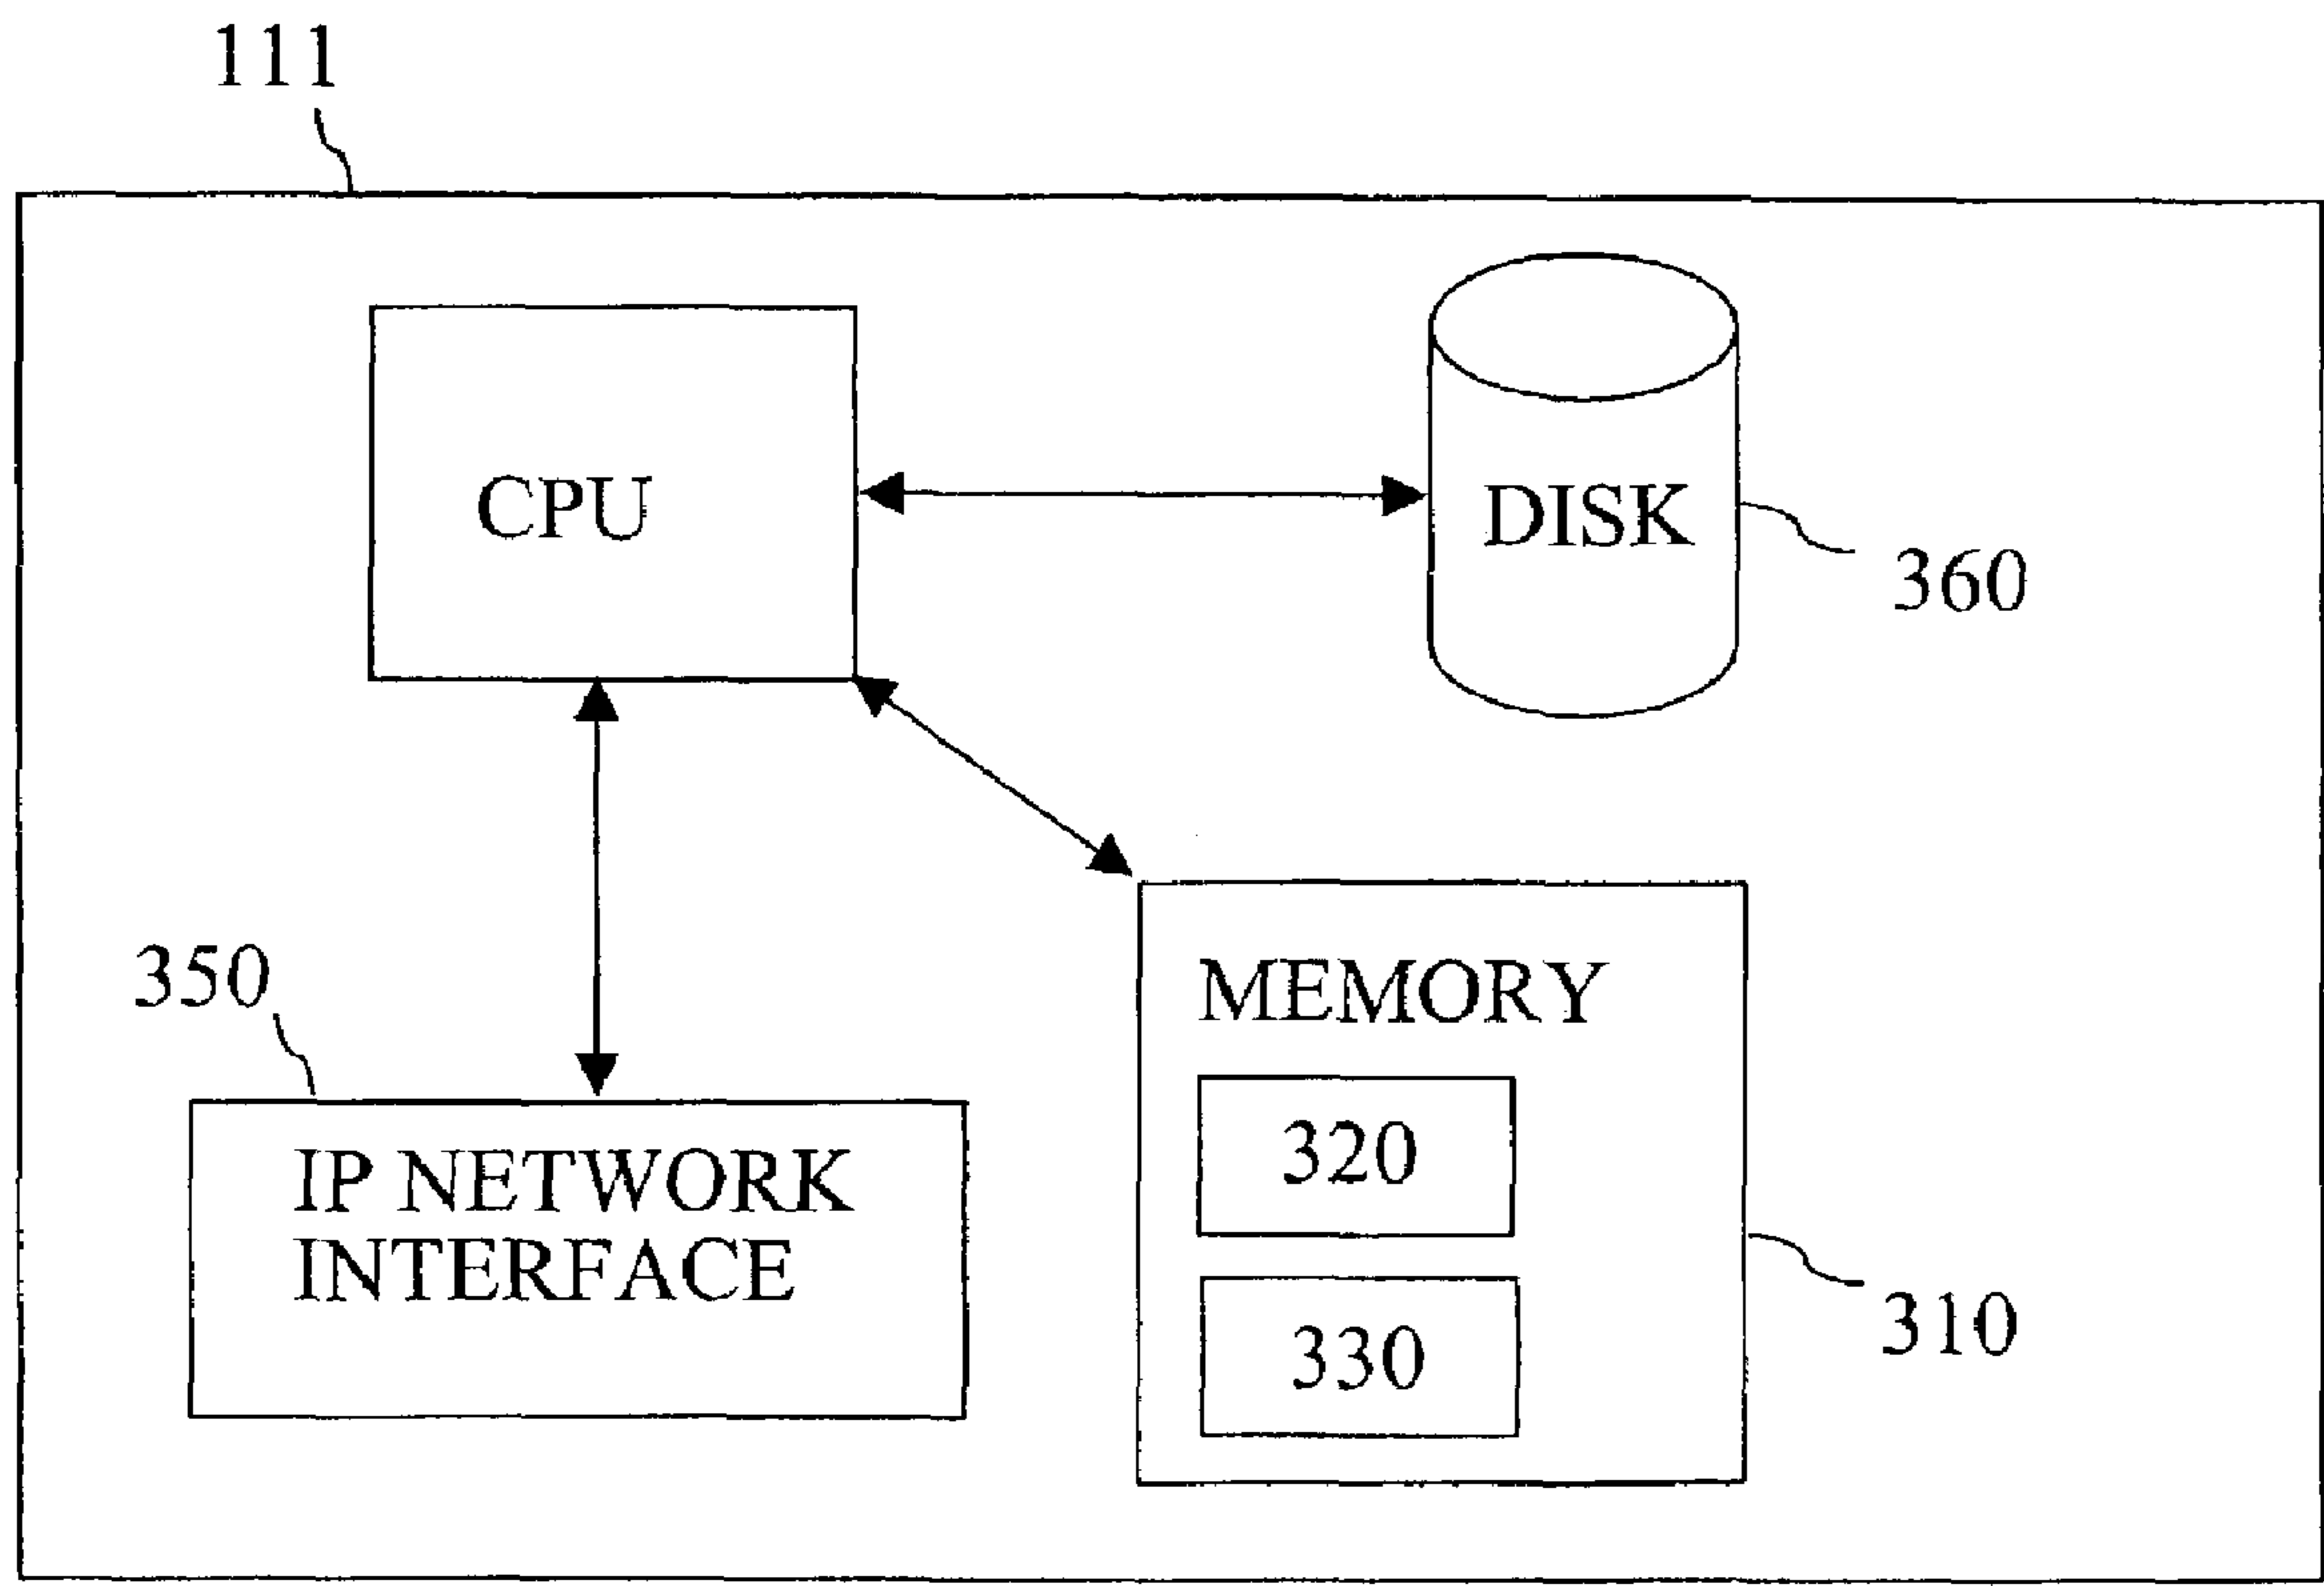 111
CPU
DISK
360
350
MEMORY
IP NETWORK
INTERFACE
320
330
310